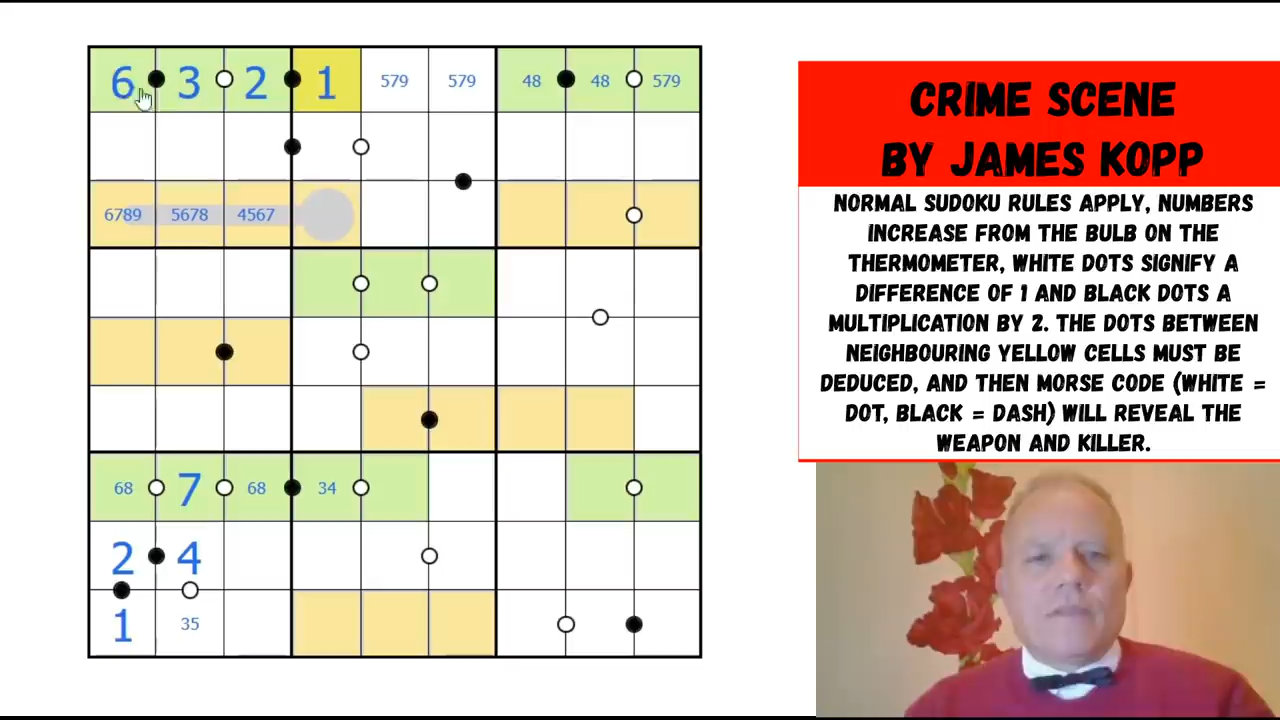 CRIME SCENE
BY JAMES KOPP
NORMAL SUDOKU RULES APPLY, NUMBERS
INCREASE FROM THE BULB ON THE
THERMOMETER, WHITE DOTS SIGNIFY A
DIFFERENCE OF 1 AND BLACK DOTS A
MULTIPLICATION BY 2. THE DOTS BETWEEN
NEIGHBOURING YELLOW CELLS MUST BE
DEDUCED, AND THEN MORSE CODE (WHITE =
DOT, BLACK = DASH) WILL REVEAL THE
WEAPON AND KILLER.
6 3 2 1 579 579 48 48 579
6789 5678 4567
68 7 68 34
2 4
1 35